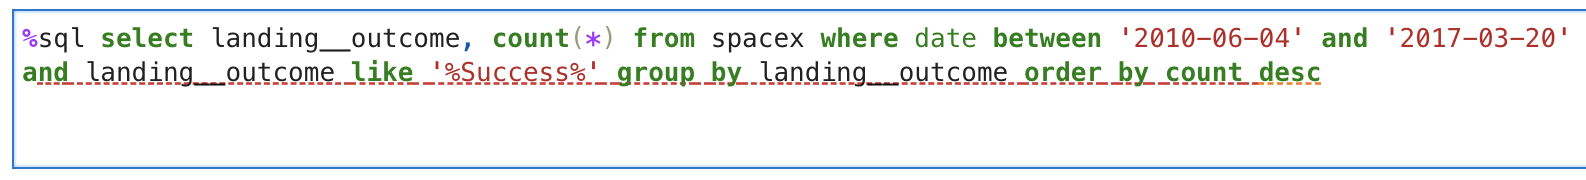 %sql select landing__outcome, count(*) from spacex where date between '2010-06-04' and '2017-03-20'
and landing__outcome like '%Success%' group by landing__outcome order by count desc